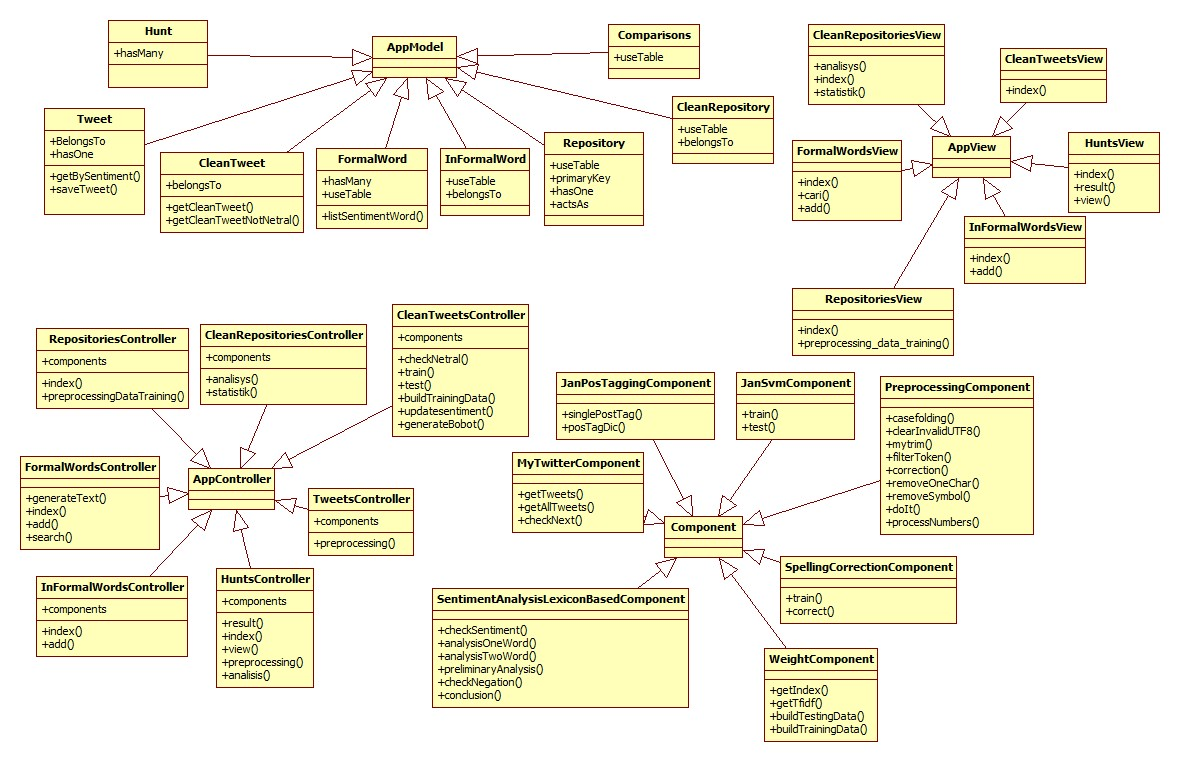 Hunt
+hasMany
AppModel
Comparisons
+useTable
Tweet
+BelongsTo
+hasOne
+getBySentiment()
+saveTweet()
CleanTweet
+belongsTo
+getCleanTweet()
+getCleanTweetNotNetral()
FormalWord
+hasMany
+useTable
+listSentimentWord()
InFormalWord
+useTable
+belongsTo
Repository
+useTable
+primaryKey
+hasOne
+actsAs
CleanRepository
+useTable
+belongsTo
CleanRepositoriesView
+analisys()
+index()
+statistik()
CleanTweetsView
+index()
FormalWordsView
+index()
+cari()
+add()
AppView
HuntsView
+index()
+result()
+view()
InFormalWordsView
+index()
+add()
RepositoriesView
+index()
+preprocessing_data_training()
RepositoriesController
+components
+index()
+preprocessingDataTraining()
CleanRepositoriesController
+components
+analisys()
+statistik()
CleanTweetsController
+components
+checkNetral()
+train()
+test()
+buildTrainingData()
+updatesentiment()
+generateBobot()
FormalWordsController
+generateText()
+index()
+add()
+search()
AppController
TweetsController
+components
+preprocessing()
InFormalWordsController
+components
+index()
+add()
HuntsController
+components
+result()
+index()
+view()
+preprocessing()
+analisis()
JanPosTaggingComponent
+singlePostTag()
+posTagDic()
JanSvmComponent
+train()
+test()
PreprocessingComponent
+casefolding()
+clearInvalidUTF8()
+mytrim()
+filterToken()
+correction()
+removeOneChar()
+removeSymbol()
+doIt()
+processNumbers()
MyTwitterComponent
+getTweets()
+getAllTweets()
+checkNext()
Component
SpellingCorrectionComponent
+train()
+correct()
SentimentAnalysisLexiconBasedComponent
+checkSentiment()
+analysisOneWord()
+analysisTwoWord()
+preliminaryAnalysis()
+checkNegation()
+conclusion()
WeightComponent
+getIndex()
+getTfidf()
+buildTestingData()
+buildTrainingData()